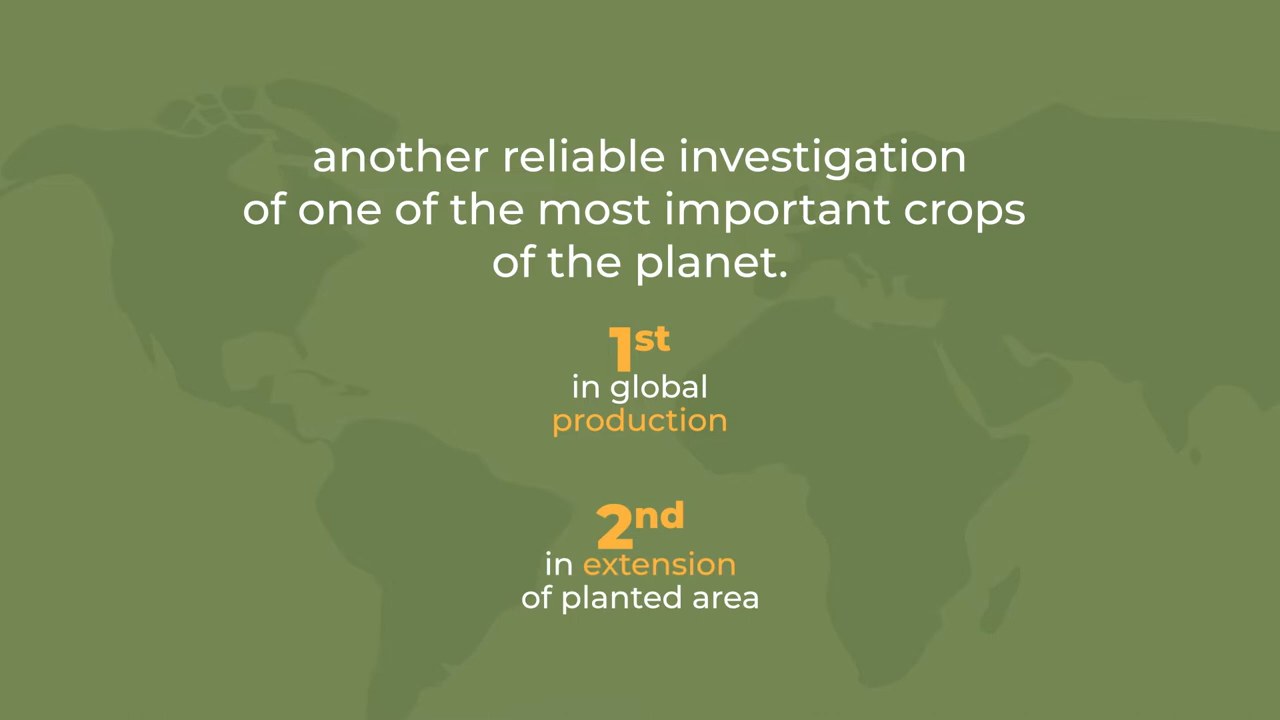 another reliable investigation
of one of the most important crops
of the planet.
1st
in global
production
2nd
in extension
of planted area